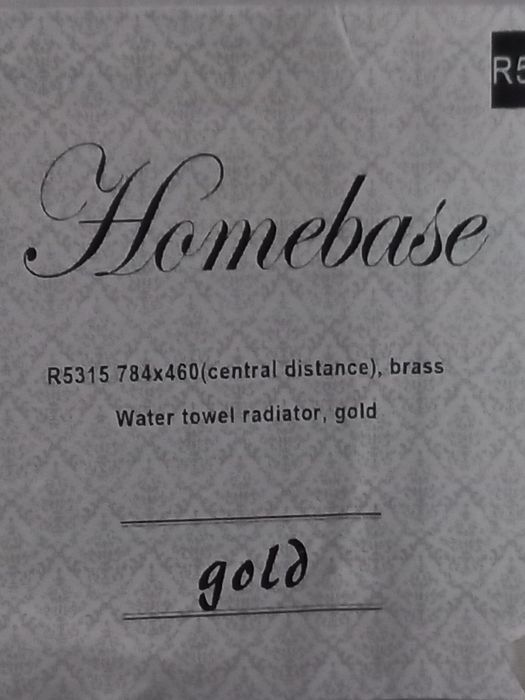 R5
Homebase
R5315 784x460(central distance), brass
Water towel radiator, gold
gold